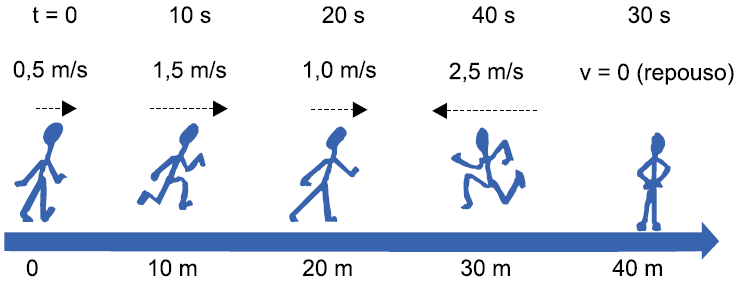 t = 0 10 s 20 s 40 s 30 s
0,5 m/s 1,5 m/s 1,0 m/s 2,5 m/s v = 0 (repouso)
0 10 m 20 m 30 m 40 m